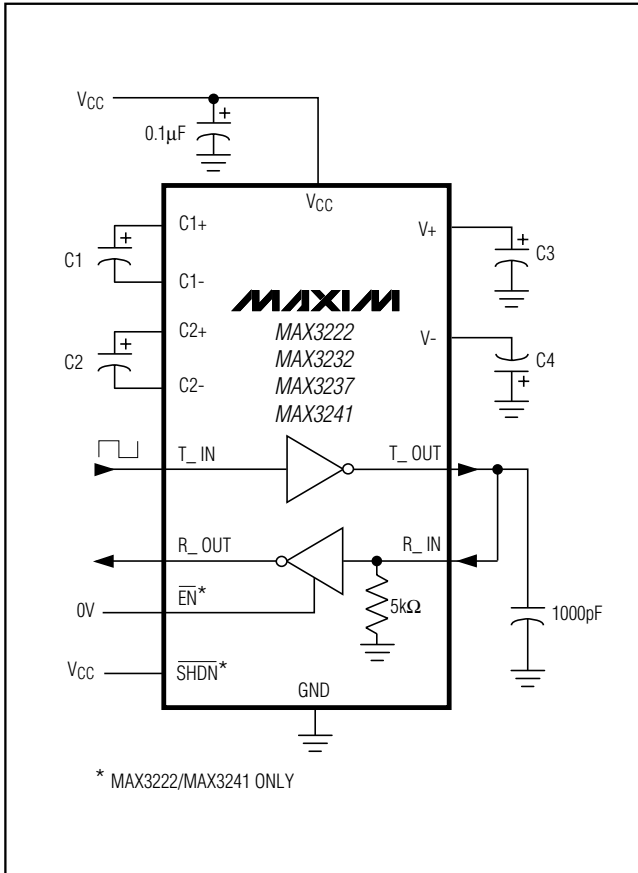 VCC
0.1µF
VCC
C1+
V+
C1
C3
C1-
MAXIM
C2+
MAX3222
V-
MAX3232
C2
C4
MAX3237
C2-
MAX3241
T_ IN
T_ OUT
R_ OUT
R_ IN
0V
EN*
5kΩ
1000pF
VCC
SHDN*
GND
* MAX3222/MAX3241 ONLY